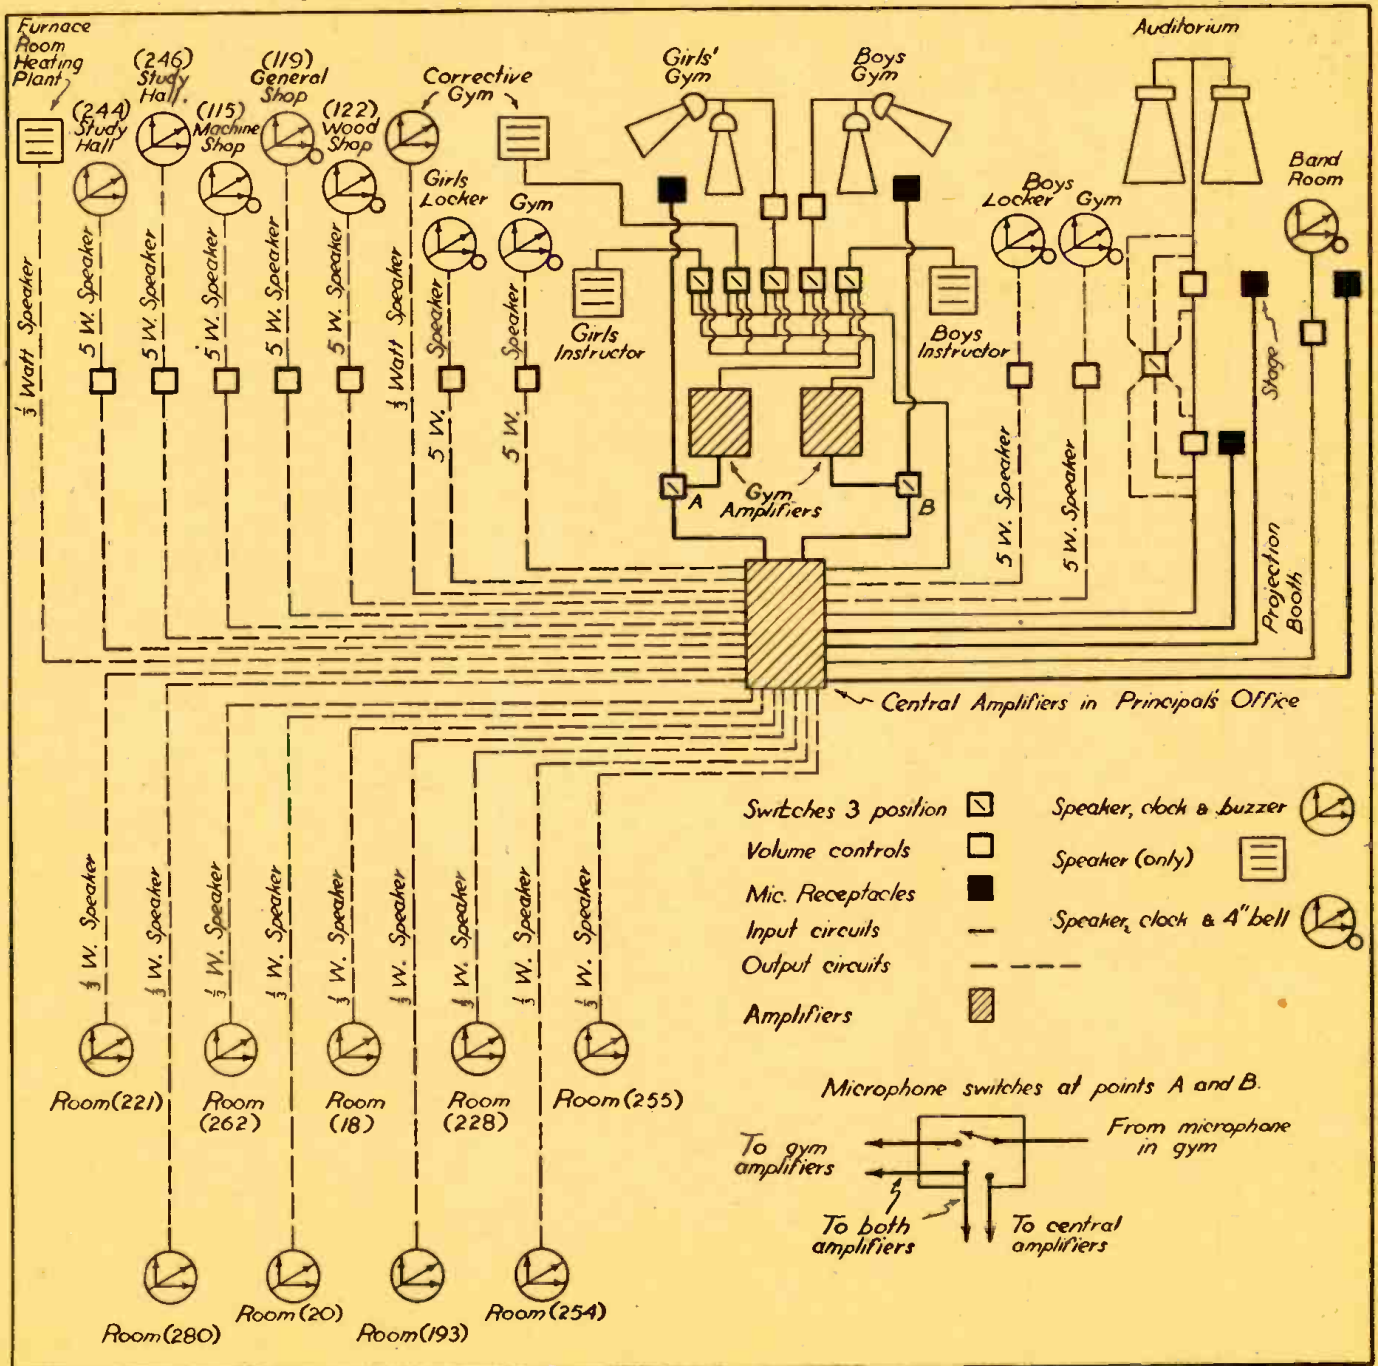 Furnace
Room
Heating
Plant
(244)
Study
Hall
(246)
Study
Hall.
(115)
Machine
Shop
(119)
General
Shop
(122)
Wood
Shop
Corrective
Gym
Girls
Locker
Gym
Girls'
Gym
Boys
Gym
Girls
Instructor
Boys
Instructor
Boys
Locker
Gym
Auditorium
Band
Room
⅓ Watt Speaker
5 W. Speaker
5 W. Speaker
5 W. Speaker
5 W. Speaker
5 W. Speaker
⅓ Watt Speaker
5 W. Speaker
5 W. Speaker
A
Gym
Amplifiers
B
5 W. Speaker
5 W. Speaker
Stage
Projection
Booth
Central Amplifiers in Principal's Office
⅓ W. Speaker
⅓ W. Speaker
⅓ W. Speaker
⅓ W. Speaker
⅓ W. Speaker
⅓ W. Speaker
⅓ W. Speaker
⅓ W. Speaker
⅓ W. Speaker
Room (221)
Room
(262)
Room
(18)
Room
(228)
Room (255)
Room (280)
Room (20)
Room (193)
Room (254)
Switches 3 position
Volume controls
Mic. Receptacles
Input circuits
Output circuits
Amplifiers
Speaker, clock & buzzer
Speaker (only)
Speaker, clock & 4" bell
Microphone switches at points A and B.
To gym
amplifiers
From microphone
in gym
To both
amplifiers
To central
amplifiers